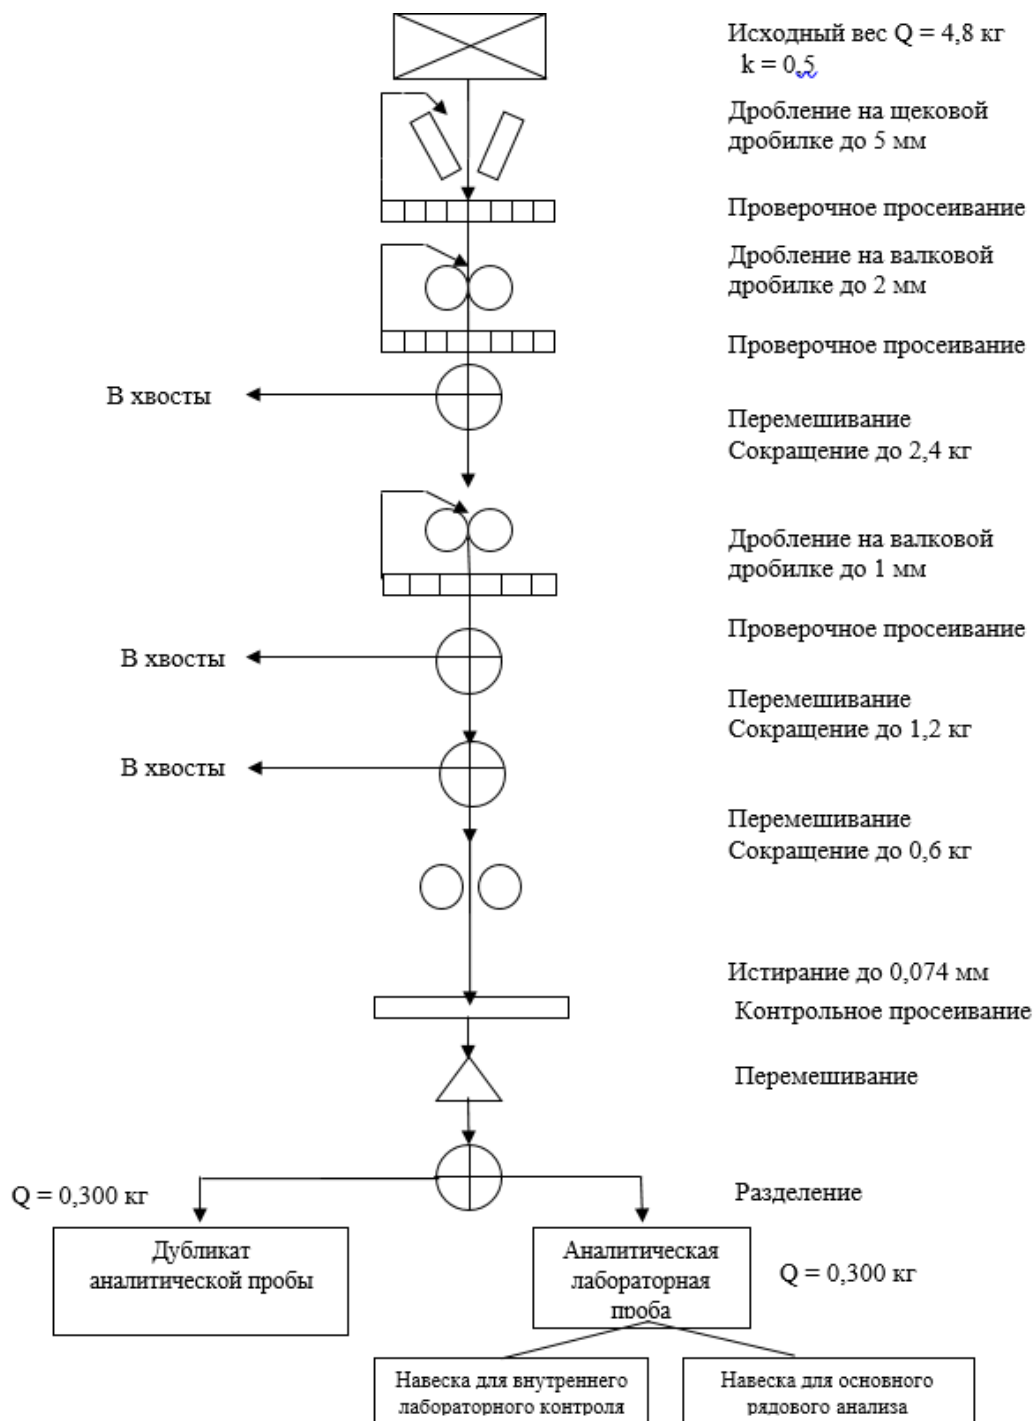 Исходный вес Q = 4,8 кг
k = 0,5
Дробление на щековой
дробилке до 5 мм
Проверочное просеивание
Дробление на валковой
дробилке до 2 мм
Проверочное просеивание
В хвосты
Перемешивание
Сокращение до 2,4 кг
Дробление на валковой
дробилке до 1 мм
Проверочное просеивание
В хвосты
Перемешивание
Сокращение до 1,2 кг
В хвосты
Перемешивание
Сокращение до 0,6 кг
Истирание до 0,074 мм
Контрольное просеивание
Перемешивание
Q = 0,300 кг
Разделение
Дубликат
аналитической пробы
Аналитическая
лабораторная
проба
Q = 0,300 кг
Навеска для внутреннего
лабораторного контроля
Навеска для основного
рядового анализа